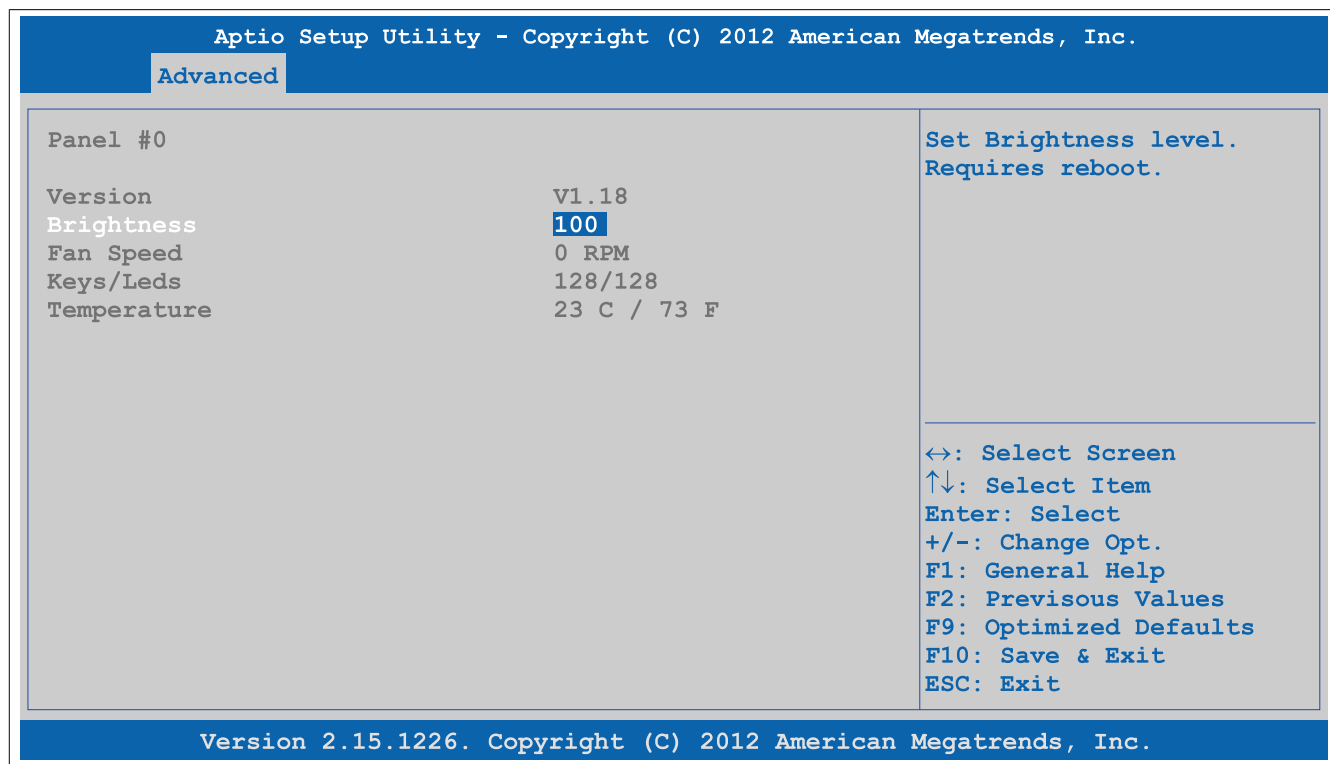 Aptio Setup Utility - Copyright (C) 2012 American Megatrends, Inc.
Advanced
Panel #0
Version V1.18
Brightness 100
Fan Speed 0 RPM
Keys/Leds 128/128
Temperature 23 C / 73 F
Set Brightness level.
Requires reboot.
↔: Select Screen
↑↓: Select Item
Enter: Select
+/-: Change Opt.
F1: General Help
F2: Previsous Values
F9: Optimized Defaults
F10: Save & Exit
ESC: Exit
Version 2.15.1226. Copyright (C) 2012 American Megatrends, Inc.